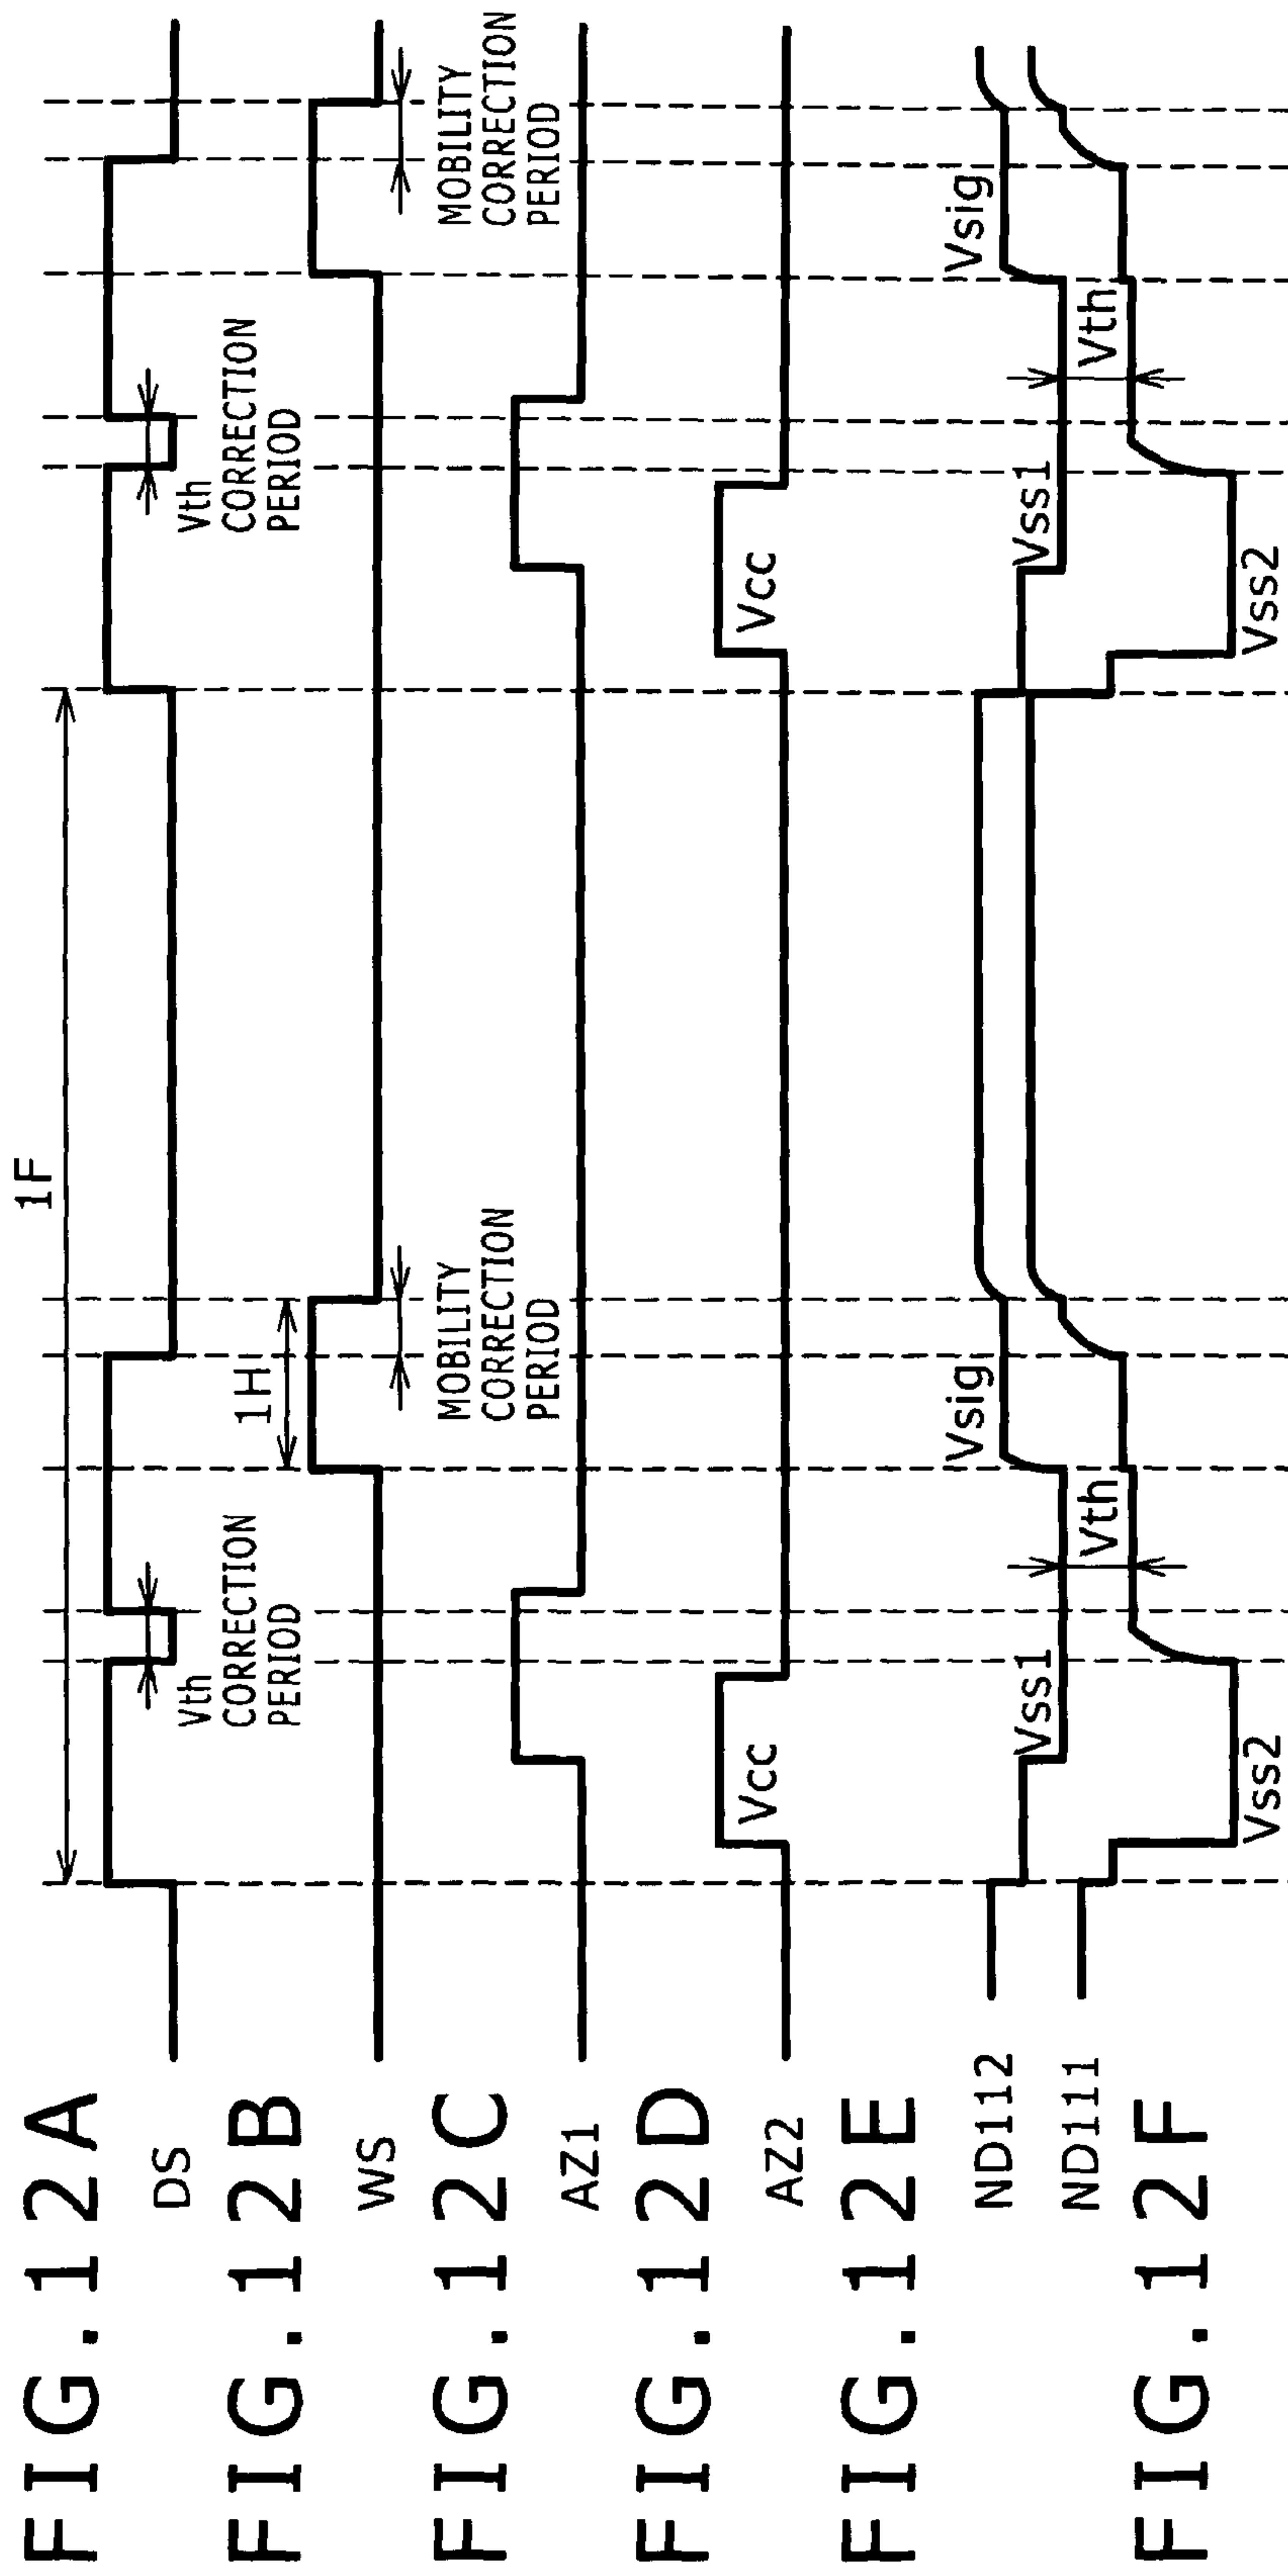 FIG.12A
DS
1F
Vth
CORRECTION
PERIOD
Vth
CORRECTION
PERIOD
FIG.12B
WS
1H
MOBILITY
CORRECTION
PERIOD
MOBILITY
CORRECTION
PERIOD
FIG.12C
AZ1
FIG.12D
AZ2
Vcc
Vcc
FIG.12E
ND112
Vss1
Vsig
Vss1
Vsig
ND111
Vth
Vth
FIG.12F
Vss2
Vss2